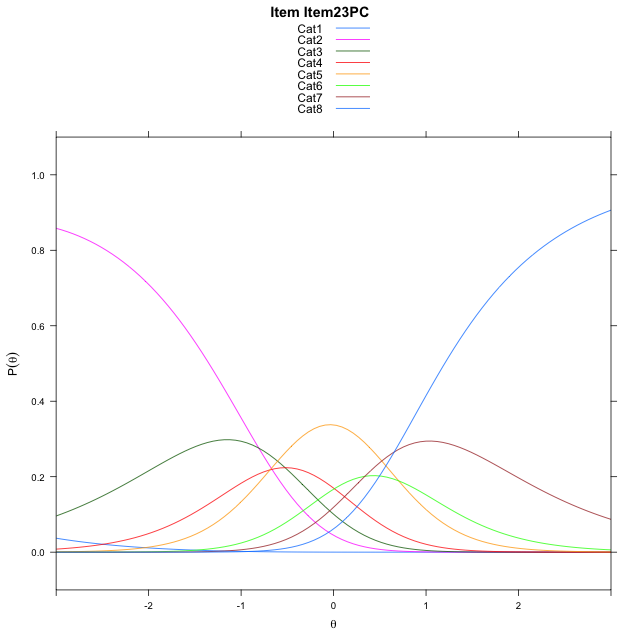 Item Item23PC
Cat1
Cat2
Cat3
Cat4
Cat5
Cat6
Cat7
Cat8
1.0
0.8
0.6
0.4
0.2
0.0
P(θ)
-2 -1 0 1 2
θ